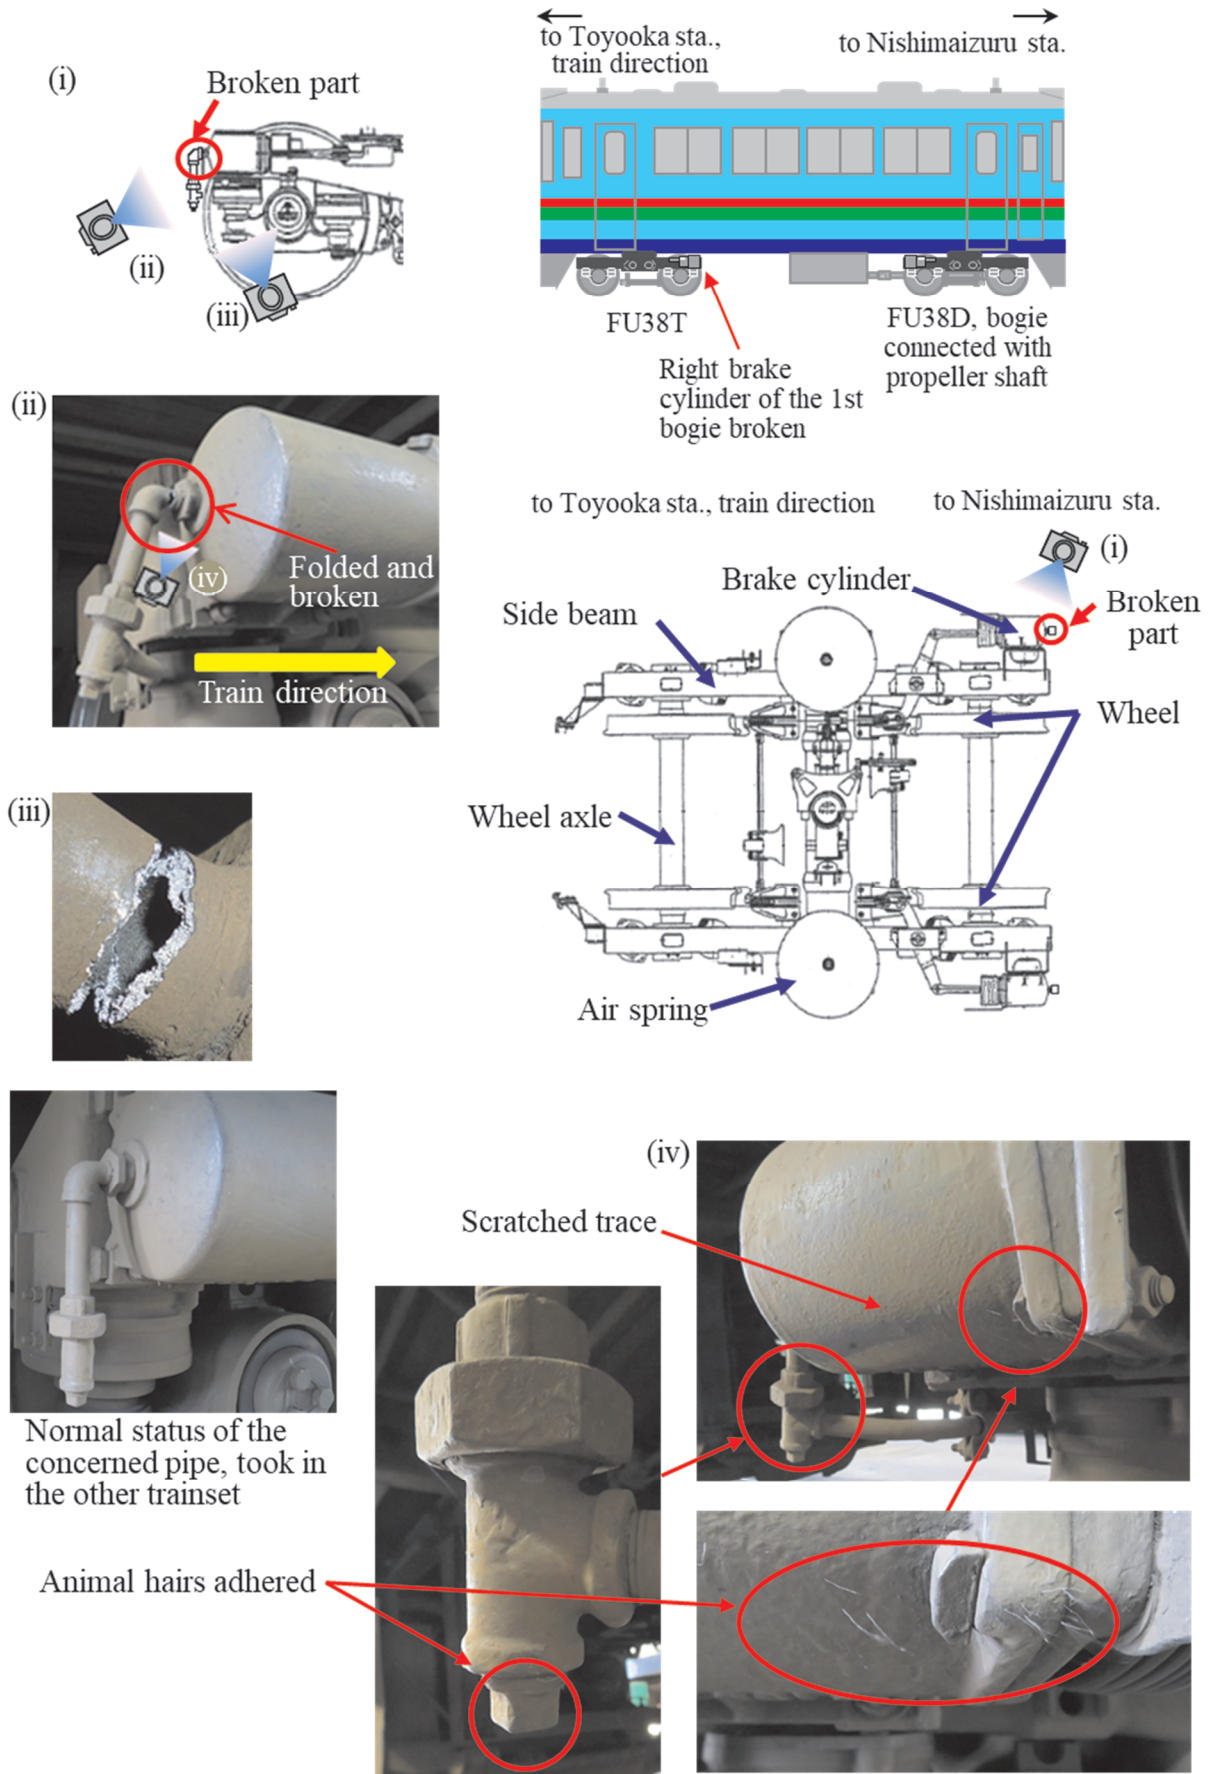 to Toyooka sta.,
train direction
to Nishimaizuru sta.
(i)
Broken part
(ii)
(iii)
FU38T
FU38D, bogie
connected with
propeller shaft
Right brake
cylinder of the 1st
bogie broken
(ii)
(iv)
Folded and
broken
Train direction
to Toyooka sta., train direction
to Nishimaizuru sta.
(i)
Brake cylinder
Broken
part
Side beam
Wheel
Wheel axle
Air spring
(iii)
Normal status of the
concerned pipe, took in
the other trainset
(iv)
Scratched trace
Animal hairs adhered